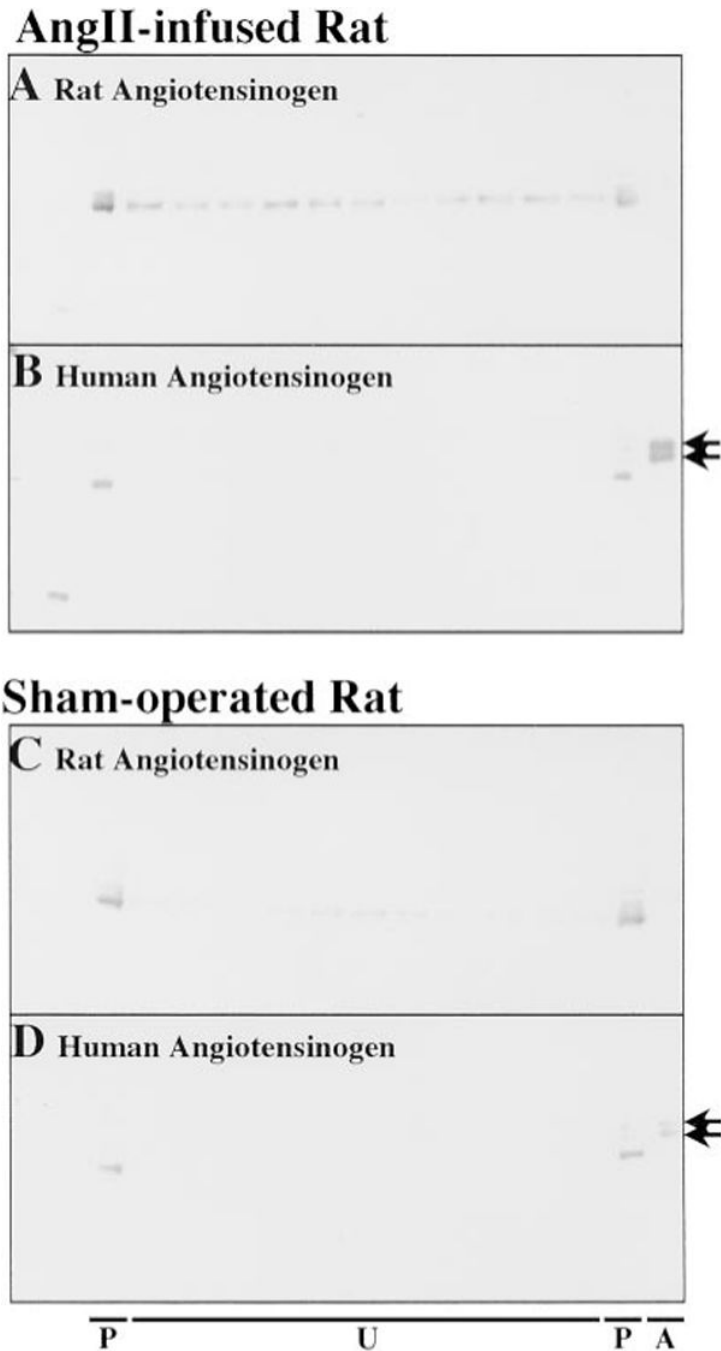 AngII-infused Rat
A Rat Angiotensinogen
B Human Angiotensinogen
Sham-operated Rat
C Rat Angiotensinogen
D Human Angiotensinogen
P U P A